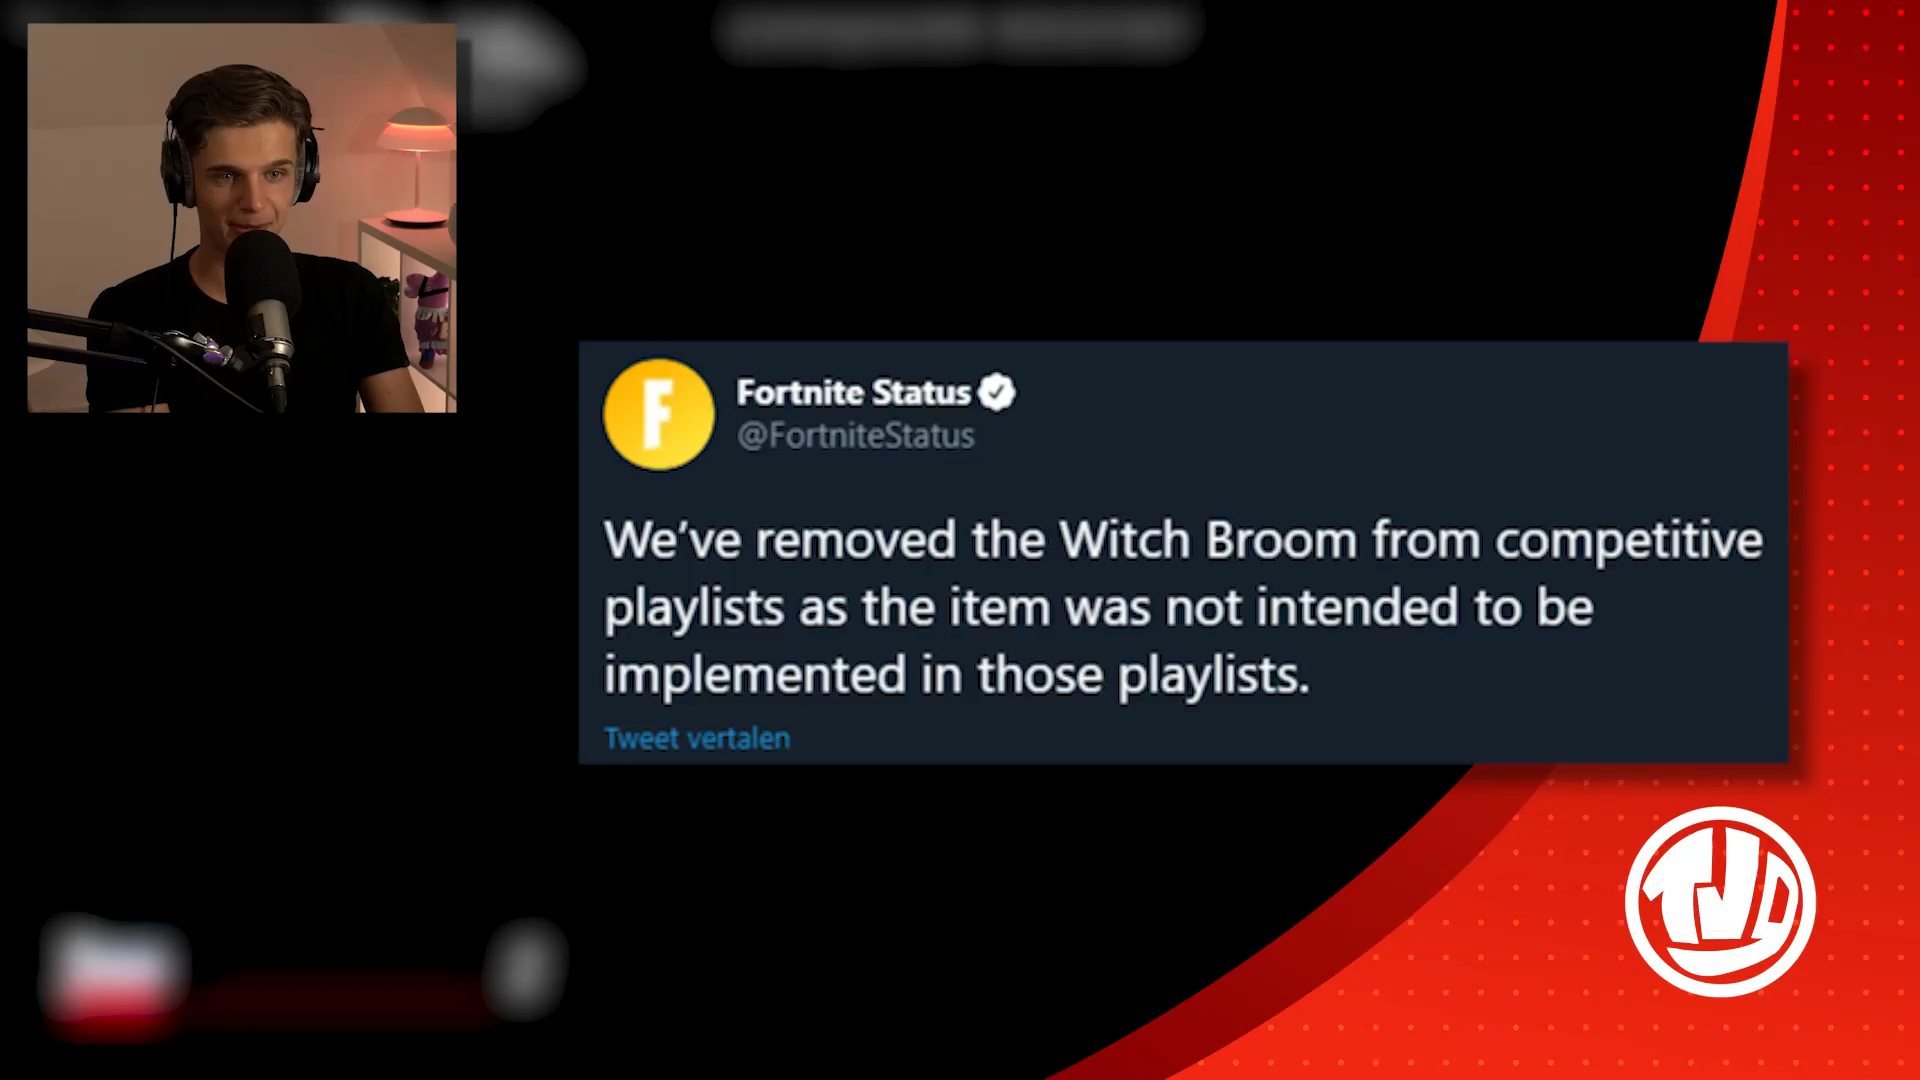 Fortnite Status
@FortniteStatus
We've removed the Witch Broom from competitive
playlists as the item was not intended to be
implemented in those playlists.
Tweet vertalen
TJD